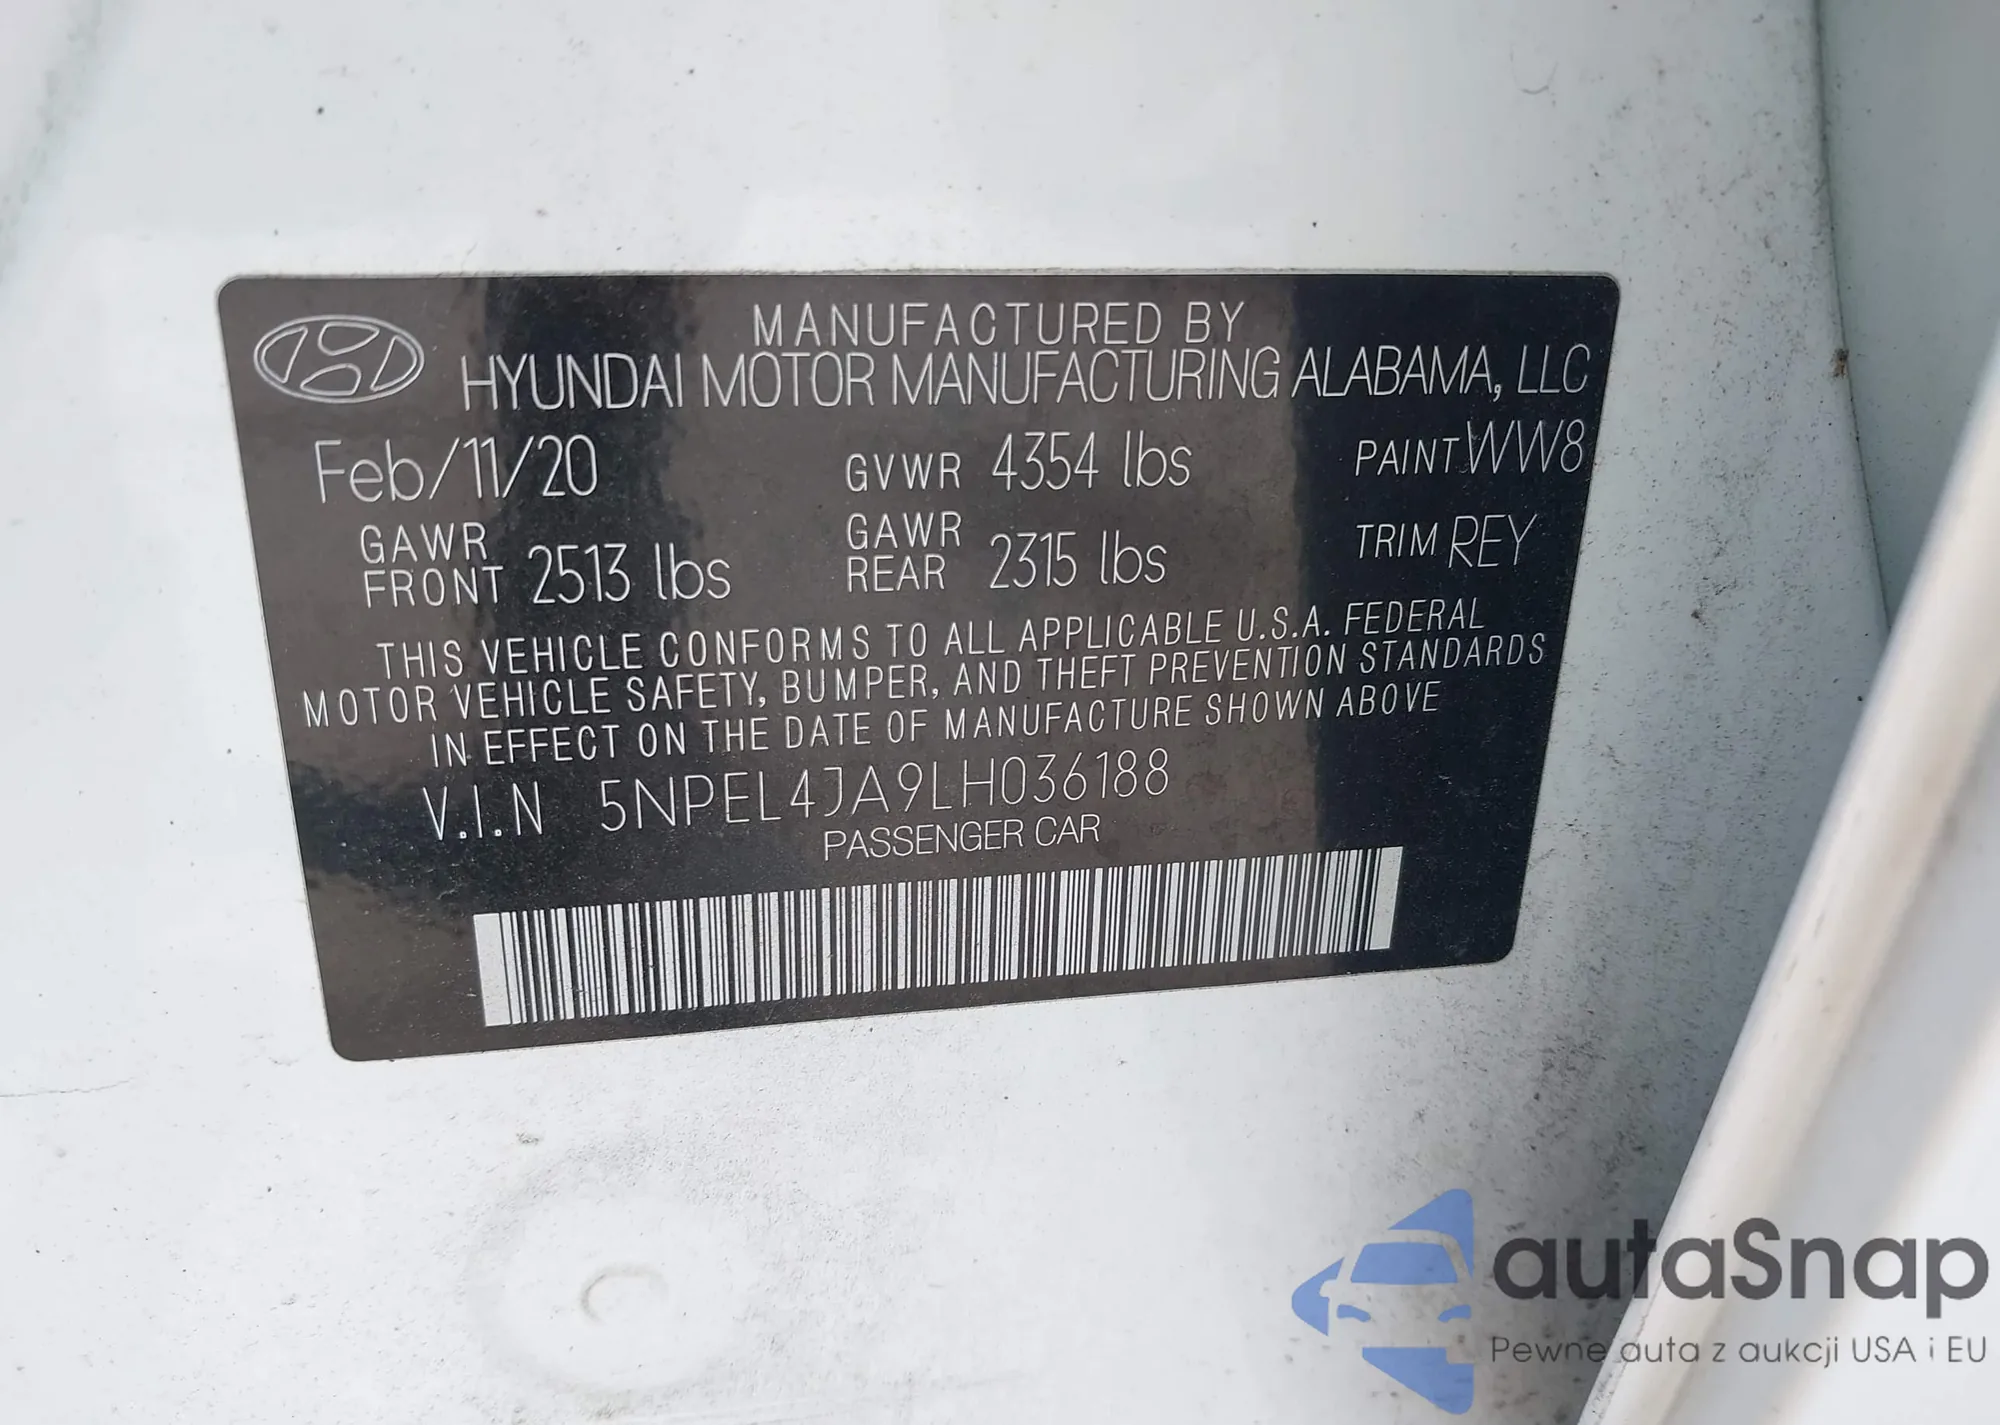 MANUFACTURED BY
HYUNDAI MOTOR MANUFACTURING ALABAMA, LLC
Feb/11/20 GVWR 4354 lbs PAINT WW8
GAWR FRONT 2513 lbs GAWR REAR 2315 lbs TRIM REY
THIS VEHICLE CONFORMS TO ALL APPLICABLE U.S.A. FEDERAL
MOTOR VEHICLE SAFETY, BUMPER, AND THEFT PREVENTION STANDARDS
IN EFFECT ON THE DATE OF MANUFACTURE SHOWN ABOVE
V.I.N 5NPEL4JA9LH036188
PASSENGER CAR
autaSnap
Pewne auta z aukcji USA i EU